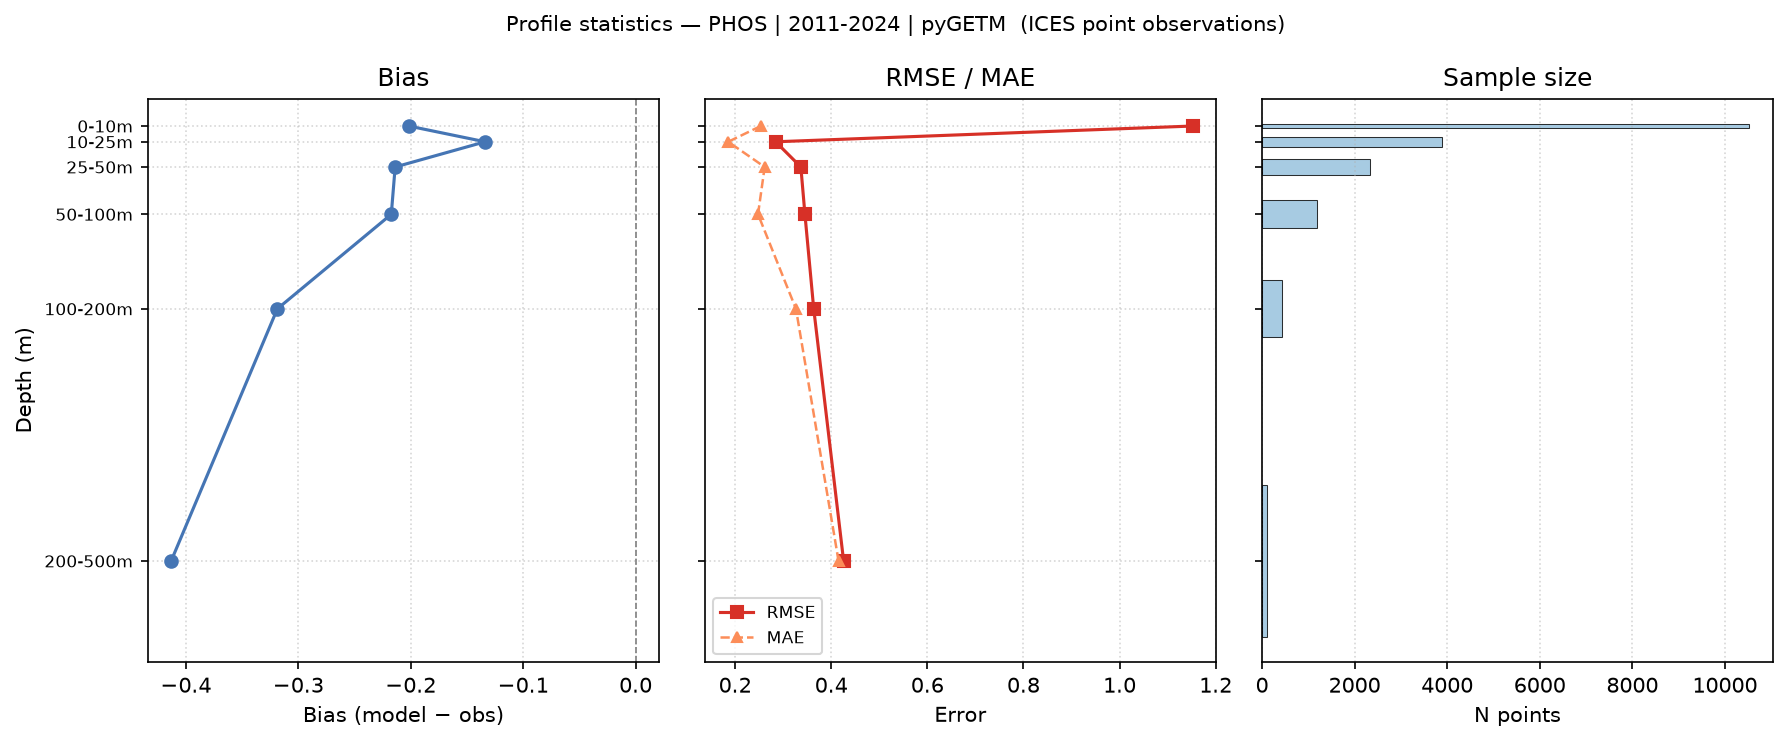 Profile statistics — PHOS | 2011-2024 | pyGETM  (ICES point observations)
Bias
RMSE / MAE
Sample size
Depth (m)
0-10m
10-25m
25-50m
50-100m
100-200m
200-500m
RMSE
MAE
−0.4 −0.3 −0.2 −0.1 0.0
0.2 0.4 0.6 0.8 1.0 1.2
0 2000 4000 6000 8000 10000
Bias (model − obs)
Error
N points